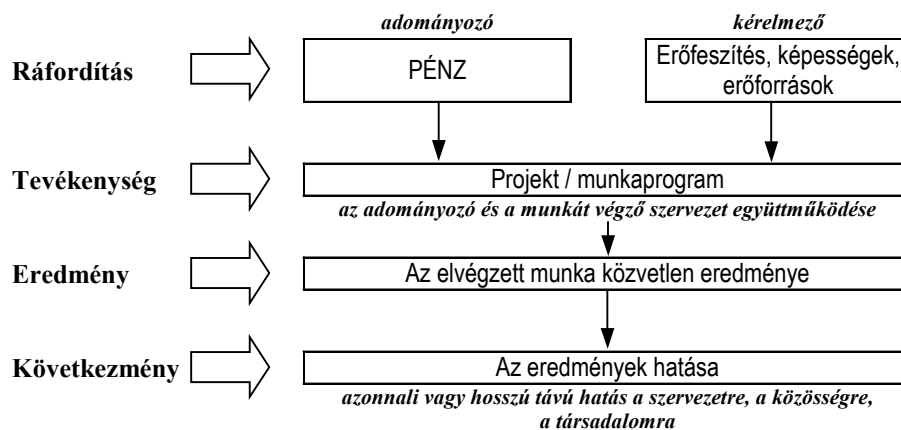 adományozó
kérelmező
Ráfordítás
PÉNZ
Erőfeszítés, képességek,
erőforrások
Tevékenység
Projekt / munkaprogram
az adományozó és a munkát végző szervezet együttműködése
Eredmény
Az elvégzett munka közvetlen eredménye
Következmény
Az eredmények hatása
azonnali vagy hosszú távú hatás a szervezetre, a közösségre,
a társadalomra